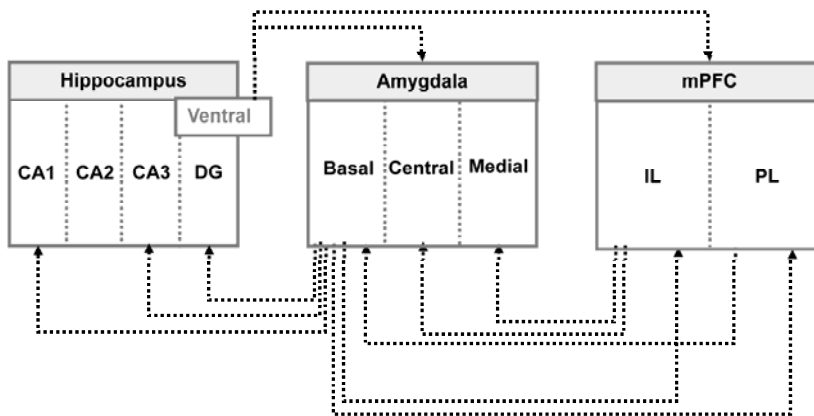 Hippocampus
Amygdala
mPFC
Ventral
CA1 CA2 CA3 DG
Basal Central Medial
IL PL